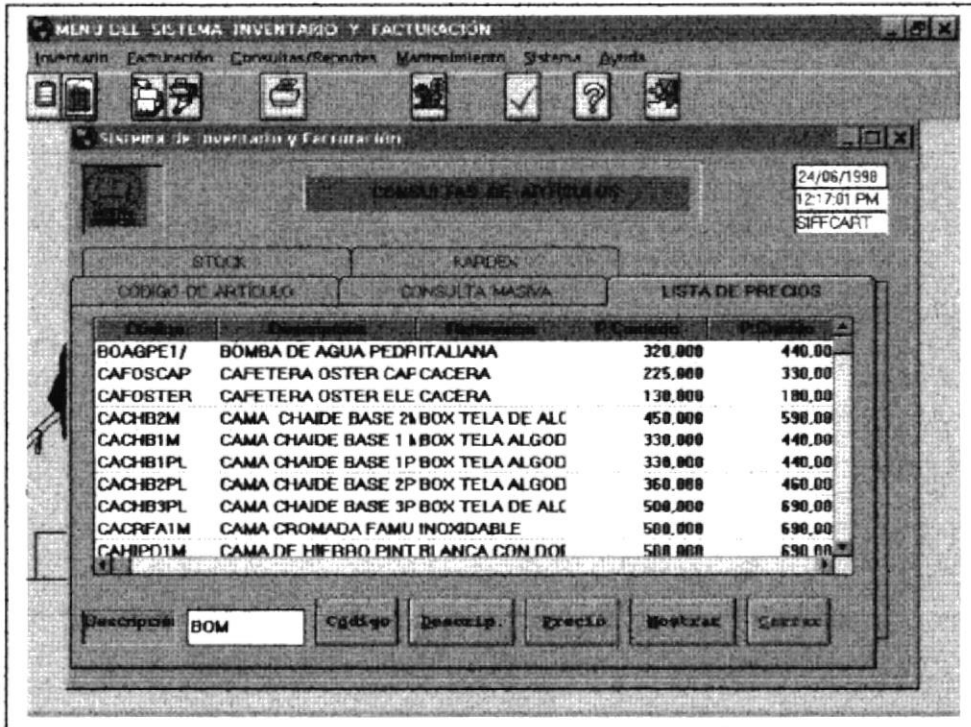 MENU DEL SISTEMA INVENTARIO Y FACTURACIÓN
Inventario Facturación Consultas/Reportes Mantenimiento Sistema Ayuda
Sistema de Inventario y Facturación
CONSULTAS DE ARTICULOS
24/06/1998
12:17:01 PM
SIFFCART
STOCK KARDEX
CODIGO DE ARTICULO CONSULTA MASIVA LISTA DE PRECIOS
Código Descripción Referencia P.Contado P.Crédito
BOAGPE1/ BOMBA DE AGUA PEDR ITALIANA 320,000 440,00
CAFOSCAP CAFETERA OSTER CAF CACERA 225,000 330,00
CAFOSTER CAFETERA OSTER ELE CACERA 130,000 180,00
CACHB2M CAMA CHAIDE BASE 2M BOX TELA DE ALG 450,000 590,00
CACHB1M CAMA CHAIDE BASE 1 M BOX TELA ALGOD 330,000 440,00
CACHB1PL CAMA CHAIDE BASE 1P BOX TELA ALGOD 330,000 440,00
CACHB2PL CAMA CHAIDE BASE 2P BOX TELA ALGOD 360,000 460,00
CACHB3PL CAMA CHAIDE BASE 3P BOX TELA DE ALG 500,000 690,00
CACRFA1M CAMA CROMADA FAMU INOXIDABLE 500,000 690,00
CAHIPD1M CAMA DE HIERRO PINT BLANCA CON DOR 500,000 690,00
Descripción BOM Código Descrip. Precio Mostrar Cerrar